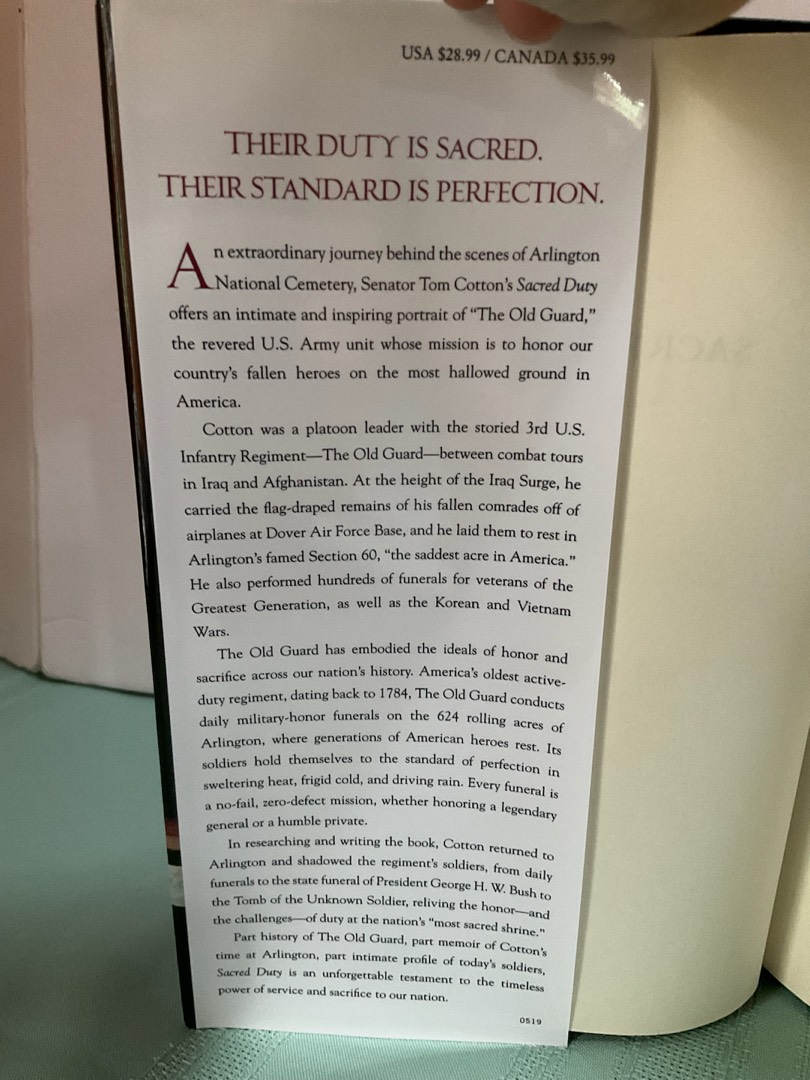 USA $28.99 / CANADA $35.99
THEIR DUTY IS SACRED.
THEIR STANDARD IS PERFECTION.
An extraordinary journey behind the scenes of Arlington
National Cemetery, Senator Tom Cotton's Sacred Duty
offers an intimate and inspiring portrait of "The Old Guard,"
the revered U.S. Army unit whose mission is to honor our
country's fallen heroes on the most hallowed ground in
America.
Cotton was a platoon leader with the storied 3rd U.S.
Infantry Regiment—The Old Guard—between combat tours
in Iraq and Afghanistan. At the height of the Iraq Surge, he
carried the flag-draped remains of his fallen comrades off of
airplanes at Dover Air Force Base, and he laid them to rest in
Arlington's famed Section 60, "the saddest acre in America."
He also performed hundreds of funerals for veterans of the
Greatest Generation, as well as the Korean and Vietnam
Wars.
The Old Guard has embodied the ideals of honor and
sacrifice across our nation's history. America's oldest active-
duty regiment, dating back to 1784, The Old Guard conducts
daily military-honor funerals on the 624 rolling acres of
Arlington, where generations of American heroes rest. Its
soldiers hold themselves to the standard of perfection in
sweltering heat, frigid cold, and driving rain. Every funeral is
a no-fail, zero-defect mission, whether honoring a legendary
general or a humble private.
In researching and writing the book, Cotton returned to
Arlington and shadowed the regiment's soldiers, from daily
funerals to the state funeral of President George H. W. Bush to
the Tomb of the Unknown Soldier, reliving the honor—and
the challenges—of duty at the nation's "most sacred shrine."
Part history of The Old Guard, part memoir of Cotton's
time at Arlington, part intimate profile of today's soldiers,
Sacred Duty is an unforgettable testament to the timeless
power of service and sacrifice to our nation.
0519